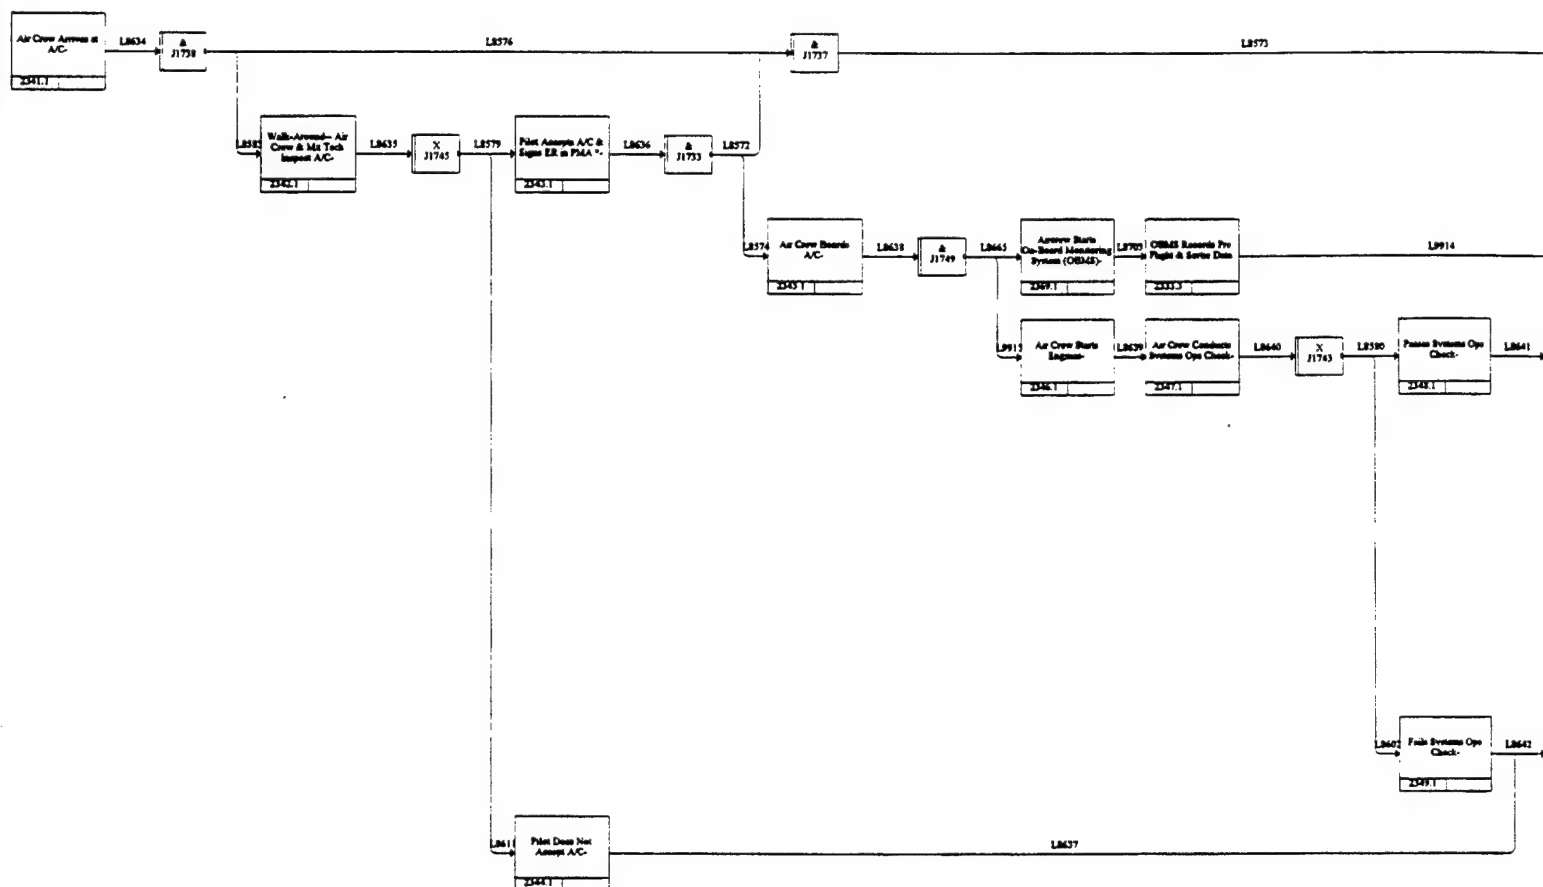 Air Crew Arrives at
A/C-
2341.1
L8634
&
J1738
L8576
&
J1737
L8573
L8582
Walk-Around-- Air
Crew & Mx Tech
Inspect A/C-
2342.1
L8635
X
J1745
L8579
Pilot Accepts A/C &
Signs ER in PMA *-
2343.1
L8636
&
J1733
L8572
L8574
Air Crew Boards
A/C-
2345.1
L8638
&
J1749
L8665
Aircrew Starts
On-Board Monitoring
System (OBMS)-
2369.1
L8705
OBMS Records Pre
Flight & Sortie Data
2333.3
L9914
L9915
Air Crew Starts
Engines-
2346.1
L8639
Air Crew Conducts
Systems Ops Check-
2347.1
L8640
X
J1743
L8580
Passes Systems Ops
Check-
2348.1
L8641
L8602
Fails Systems Ops
Check-
2349.1
L8642
L8611
Pilot Does Not
Accept A/C-
2344.1
L8637